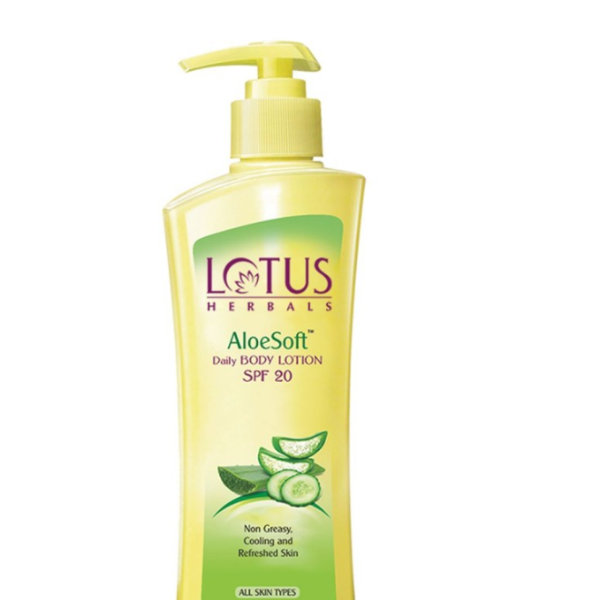 LOTUS
HERBALS
AloeSoft™
Daily BODY LOTION
SPF 20
Non Greasy,
Cooling and
Refreshed Skin
ALL SKIN TYPES